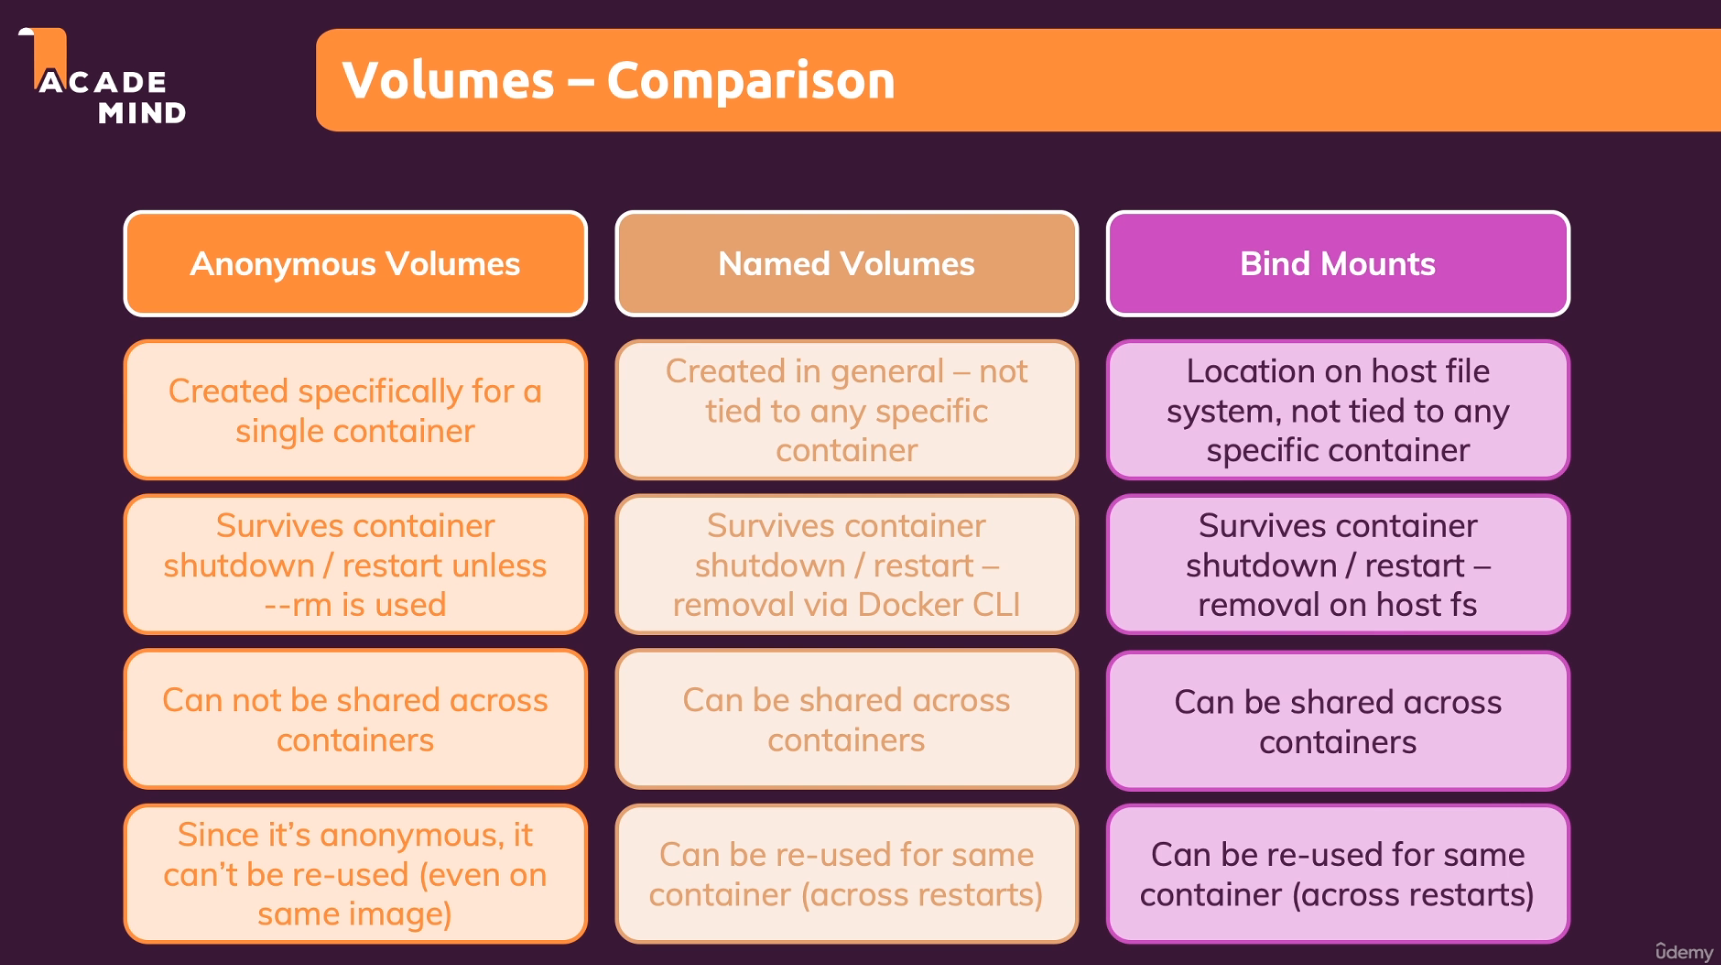 ACADE
MIND
Volumes – Comparison
Anonymous Volumes
Created specifically for a
single container
Survives container
shutdown / restart unless
--rm is used
Can not be shared across
containers
Since it’s anonymous, it
can’t be re-used (even on
same image)
Named Volumes
Created in general – not
tied to any specific
container
Survives container
shutdown / restart –
removal via Docker CLI
Can be shared across
containers
Can be re-used for same
container (across restarts)
Bind Mounts
Location on host file
system, not tied to any
specific container
Survives container
shutdown / restart –
removal on host fs
Can be shared across
containers
Can be re-used for same
container (across restarts)
udemy